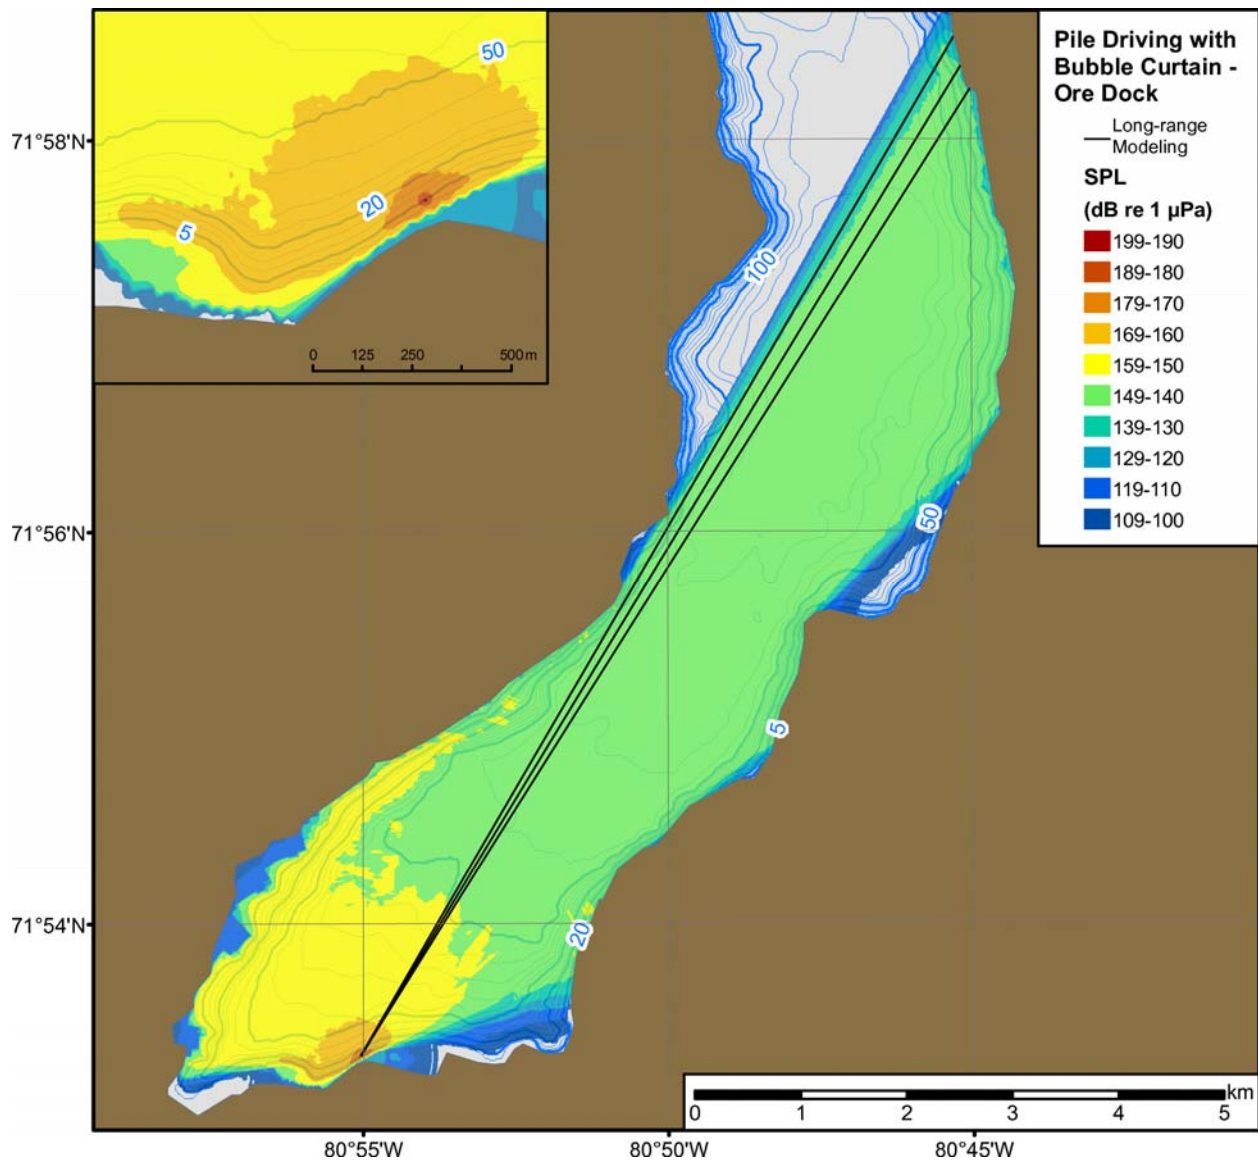 Pile Driving with
Bubble Curtain -
Ore Dock
Long-range
Modeling
SPL
(dB re 1 µPa)
199-190
189-180
179-170
169-160
159-150
149-140
139-130
129-120
119-110
109-100
50
20
5
0 125 250 500 m
71°58'N
100
71°56'N
50
5
71°54'N
20
km
0 1 2 3 4 5
80°55'W 80°50'W 80°45'W